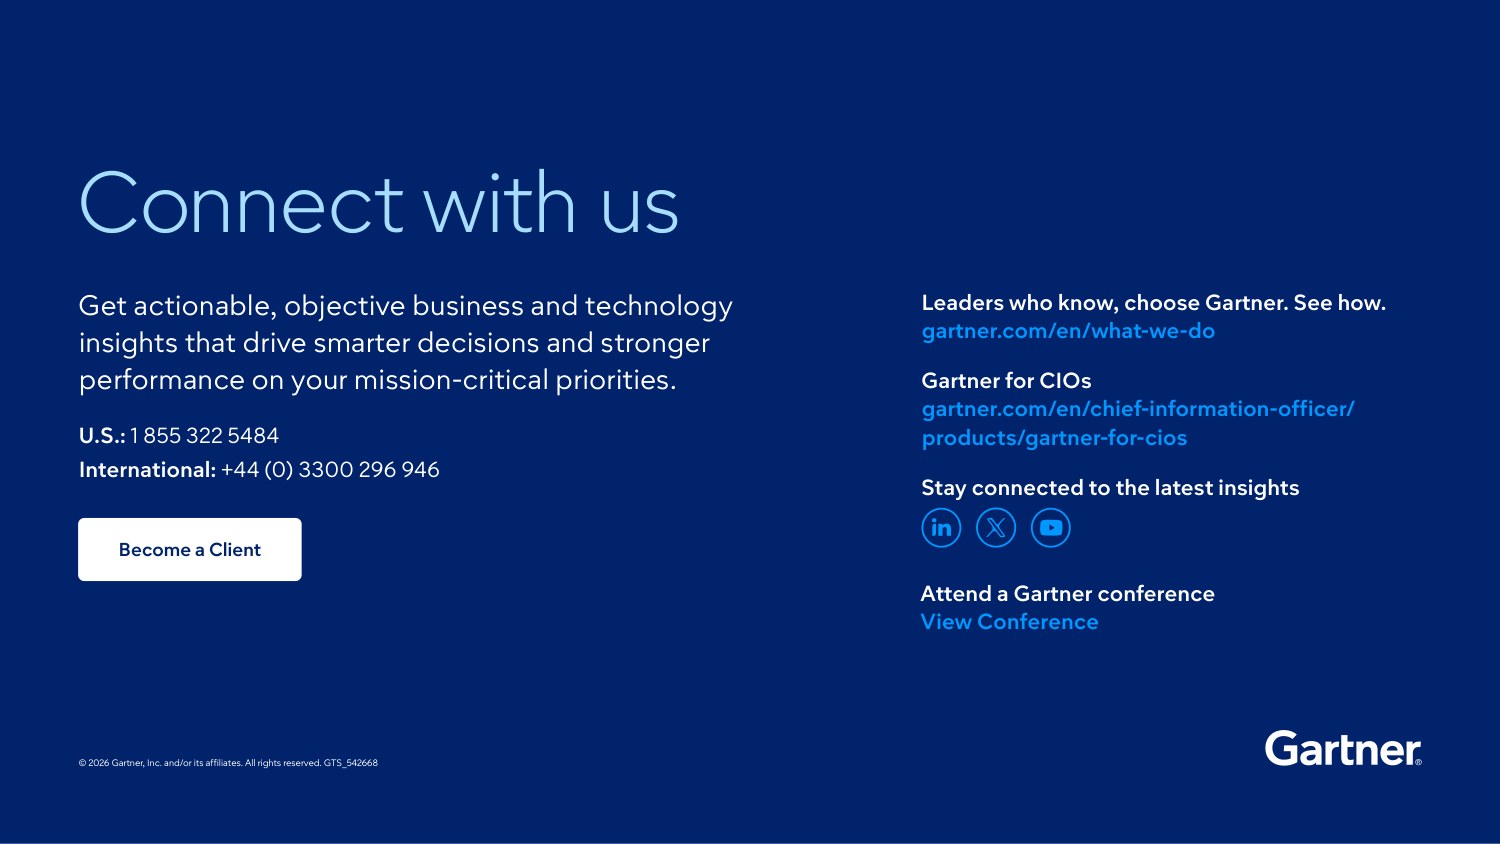 Connect with us
Get actionable, objective business and technology
insights that drive smarter decisions and stronger
performance on your mission-critical priorities.
U.S.: 1 855 322 5484
International: +44 (0) 3300 296 946
Become a Client
Leaders who know, choose Gartner. See how.
gartner.com/en/what-we-do
Gartner for CIOs
gartner.com/en/chief-information-officer/
products/gartner-for-cios
Stay connected to the latest insights
in X
Attend a Gartner conference
View Conference
© 2026 Gartner, Inc. and/or its affiliates. All rights reserved. GTS_542668
Gartner®